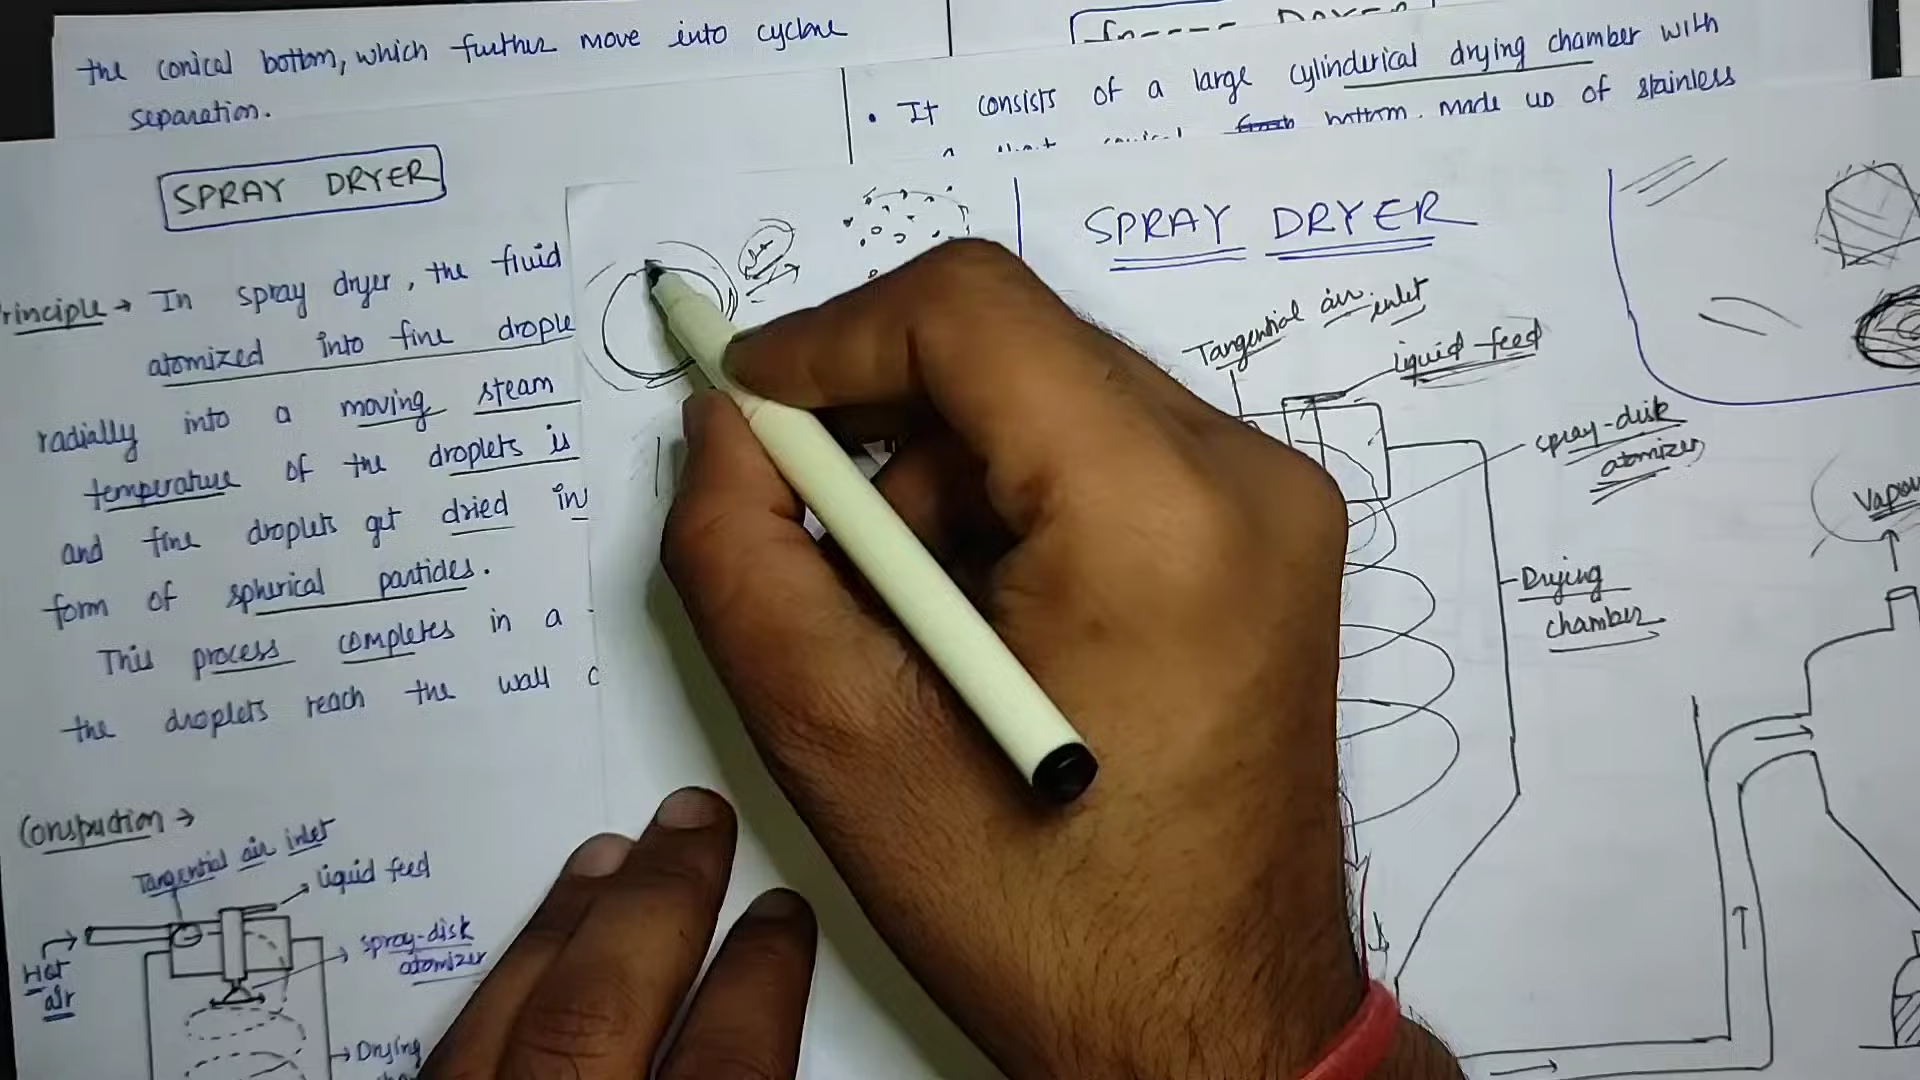 the conical bottom, which further move into cyclone
separation.
• It consists of a large cylinderical drying chamber with
bottom. made up of stainless
SPRAY DRYER
Principle → In spray dryer, the fluid
atomized into fine drople
radially into a moving steam
temperature of the droplets is
and fine droplets get dried in
form of spherical particles.
This process completes in a
the droplets reach the wall
Construction →
Tangential air inlet
Liquid feed
Hot
air
spray-disk
atomizer
Drying
SPRAY DRYER
Tangential air inlet
Liquid feed
spray-disk
atomizer
Drying
chamber
Vapou